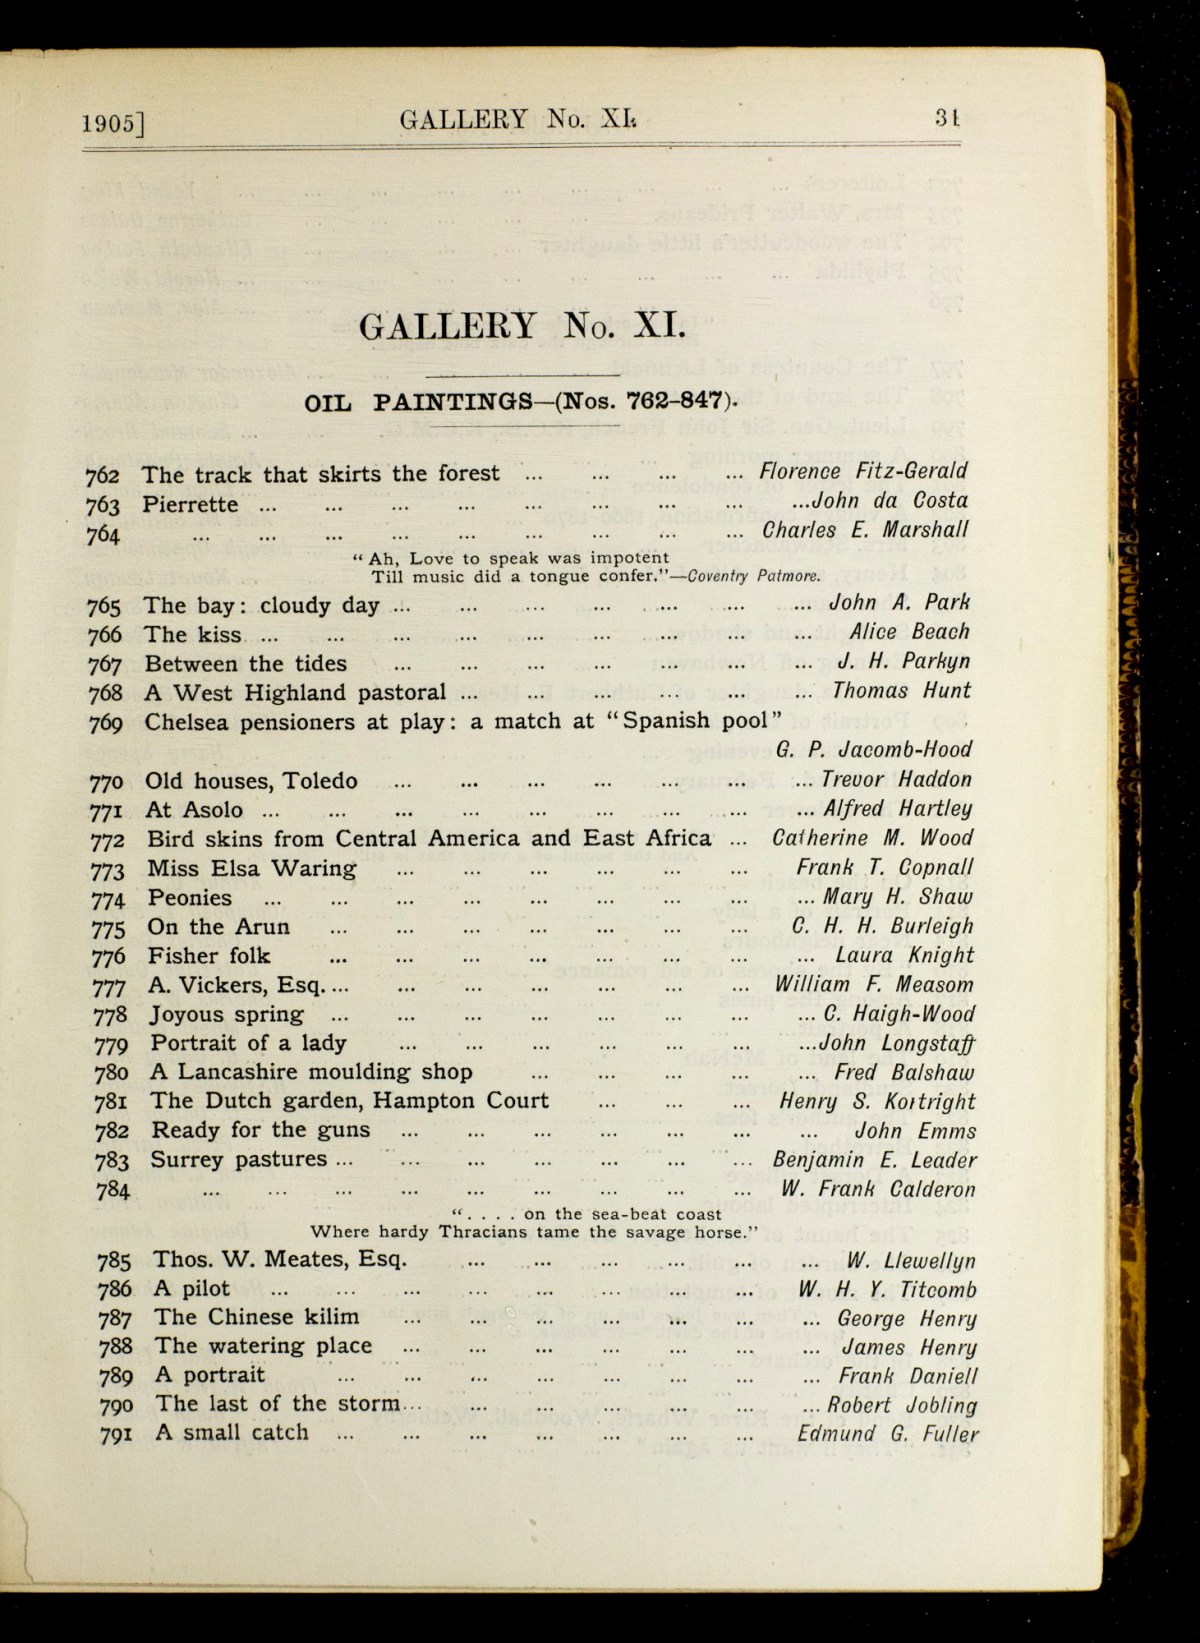 1905] GALLERY No. XI. 31
GALLERY No. XI.
OIL PAINTINGS—(Nos. 762-847).
762 The track that skirts the forest ... ... ... ... Florence Fitz-Gerald
763 Pierrette ... ... ... ... ... ... ... ... ...John da Costa
764 ... ... ... ... ... ... ... ... ... Charles E. Marshall
"Ah, Love to speak was impotent
Till music did a tongue confer."—Coventry Patmore.
765 The bay: cloudy day ... ... ... ... ... ... ... John A. Park
766 The kiss ... ... ... ... ... ... ... ... ... Alice Beach
767 Between the tides ... ... ... ... ... ... ... J. H. Parkyn
768 A West Highland pastoral ... ... ... ... ... ... Thomas Hunt
769 Chelsea pensioners at play: a match at "Spanish pool"
G. P. Jacomb-Hood
770 Old houses, Toledo ... ... ... ... ... ... ... Trevor Haddon
771 At Asolo ... ... ... ... ... ... ... ... ... Alfred Hartley
772 Bird skins from Central America and East Africa ... Catherine M. Wood
773 Miss Elsa Waring ... ... ... ... ... ... Frank T. Copnall
774 Peonies ... ... ... ... ... ... ... ... ... Mary H. Shaw
775 On the Arun ... ... ... ... ... ... ... C. H. H. Burleigh
776 Fisher folk ... ... ... ... ... ... ... ... Laura Knight
777 A. Vickers, Esq.... ... ... ... ... ... ... William F. Measom
778 Joyous spring ... ... ... ... ... ... ... ... C. Haigh-Wood
779 Portrait of a lady ... ... ... ... ... ... ...John Longstaff
780 A Lancashire moulding shop ... ... ... ... ... Fred Balshaw
781 The Dutch garden, Hampton Court ... ... ... Henry S. Kortright
782 Ready for the guns ... ... ... ... ... ... ... John Emms
783 Surrey pastures ... ... ... ... ... ... ... Benjamin E. Leader
784 ... ... ... ... ... ... ... ... ... W. Frank Calderon
". . . . on the sea-beat coast
Where hardy Thracians tame the savage horse."
785 Thos. W. Meates, Esq. ... ... ... ... ... ... W. Llewellyn
786 A pilot ... ... ... ... ... ... ... ... W. H. Y. Titcomb
787 The Chinese kilim ... ... ... ... ... ... ... George Henry
788 The watering place ... ... ... ... ... ... ... James Henry
789 A portrait ... ... ... ... ... ... ... ... Frank Daniell
790 The last of the storm... ... ... ... ... ... ... Robert Jobling
791 A small catch ... ... ... ... ... ... ... Edmund G. Fuller